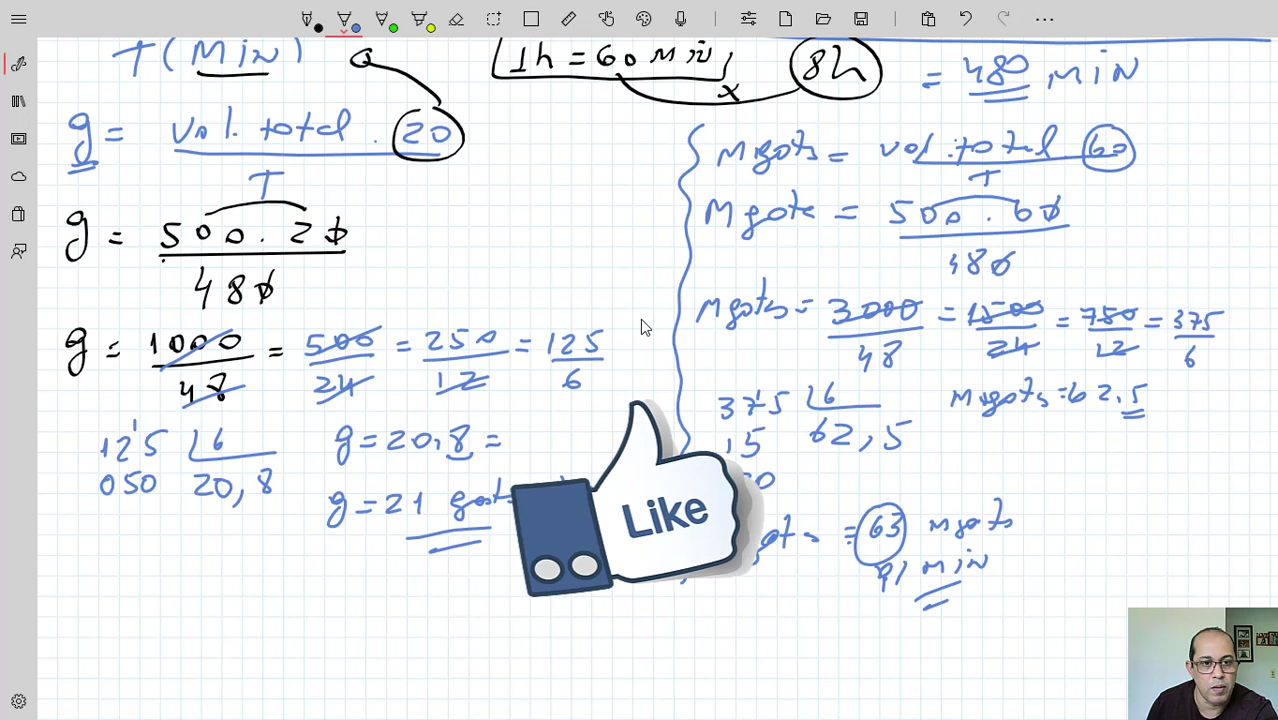 T (Min)
1h = 60 Min
x
8h
= 480 MiN
g = vol. total . 20
T
g = 500 . 20
480
g = 1000 = 500 = 250 = 125
48 24 12 6
125 6
050 20,8
g = 20,8 =
g = 21
Mgots = vol. total . 60
T
Mgots = 500 . 60
480
Mgots = 3000 = 1500 = 750 = 375
48 24 12 6
375 6
15 62,5
Mgots = 62,5
= 63 Mgots
p/ Min
Like